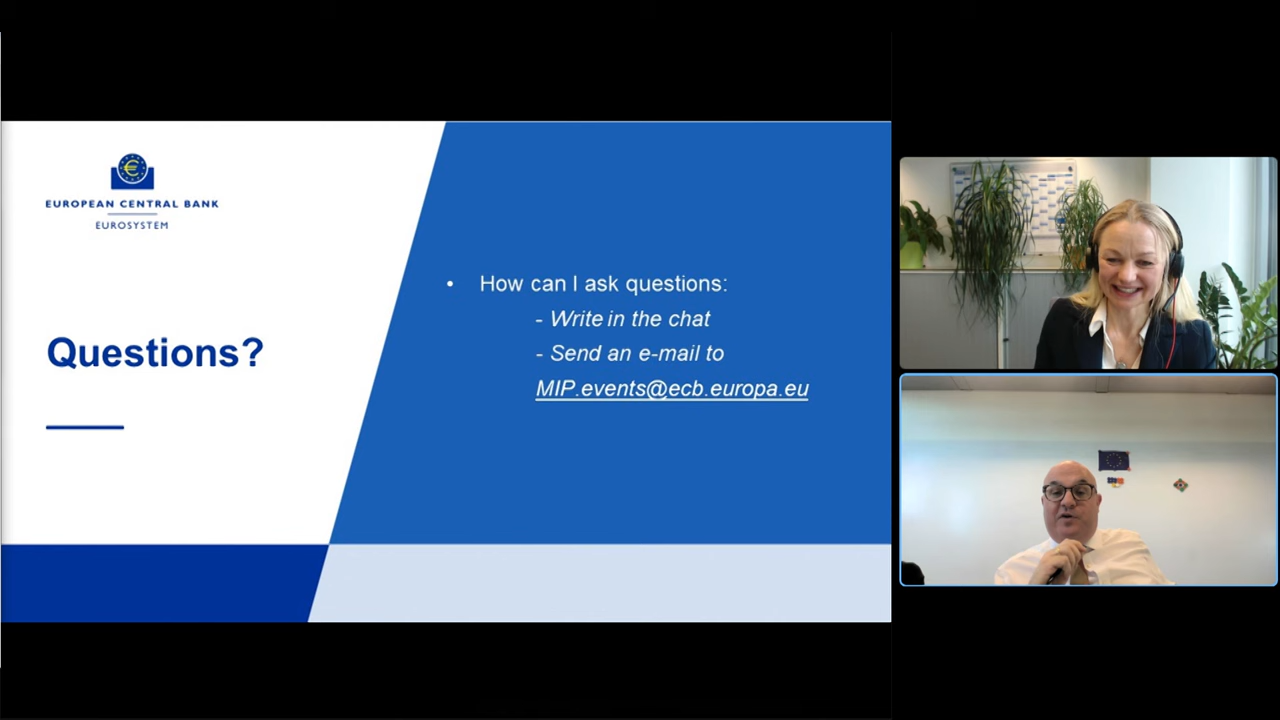 EUROPEAN CENTRAL BANK
EUROSYSTEM
Questions?
• How can I ask questions:
- Write in the chat
- Send an e-mail to
MIP.events@ecb.europa.eu